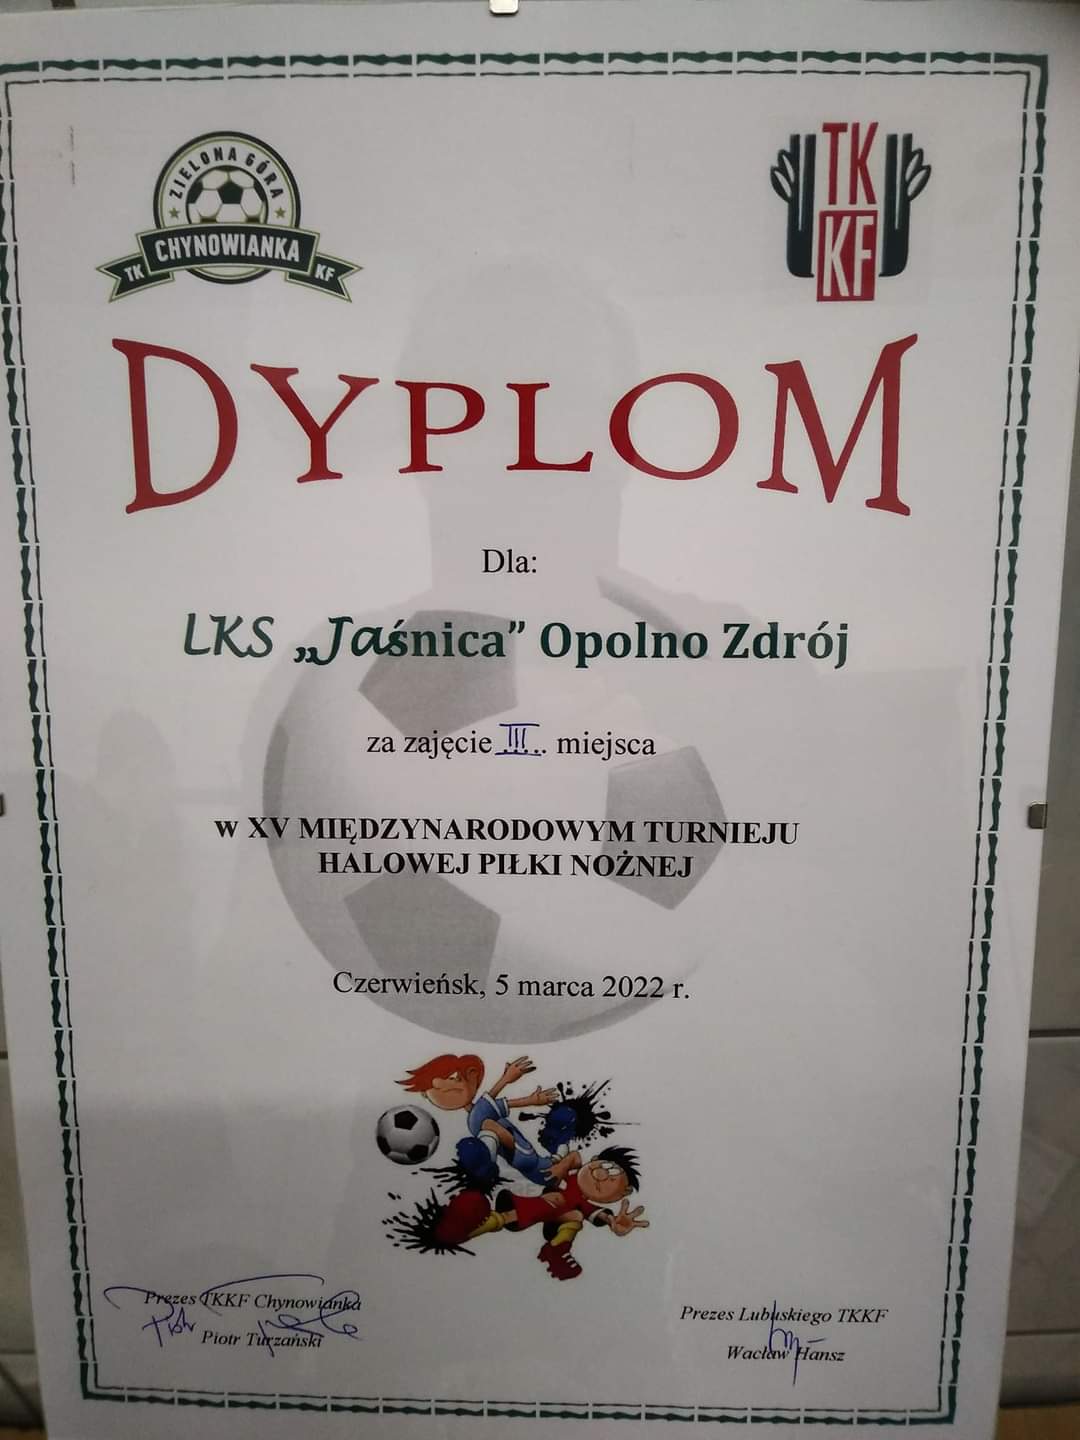 ZIELONA GÓRA
TK CHYNOWIANKA KF
TK
KF
DYPLOM
Dla:
LKS „Jaśnica” Opolno Zdrój
za zajęcie III.. miejsca
w XV MIĘDZYNARODOWYM TURNIEJU
HALOWEJ PIŁKI NOŻNEJ
Czerwieńsk, 5 marca 2022 r.
Prezes TKKF Chynowianka
Piotr Turzański
Prezes Lubuskiego TKKF
Wacław Hansz